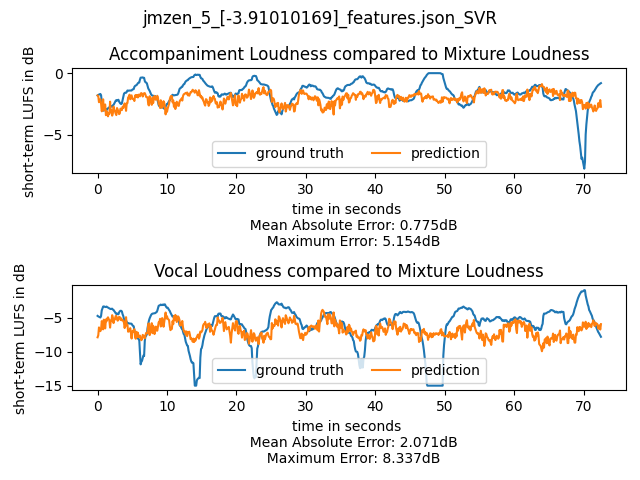 jmzen_5_[-3.91010169]_features.json_SVR
Accompaniment Loudness compared to Mixture Loudness
short-term LUFS in dB
0
−5
ground truth
prediction
0 10 20 30 40 50 60 70
time in seconds
Mean Absolute Error: 0.775dB
Maximum Error: 5.154dB
Vocal Loudness compared to Mixture Loudness
short-term LUFS in dB
−5
−10
−15
ground truth
prediction
0 10 20 30 40 50 60 70
time in seconds
Mean Absolute Error: 2.071dB
Maximum Error: 8.337dB